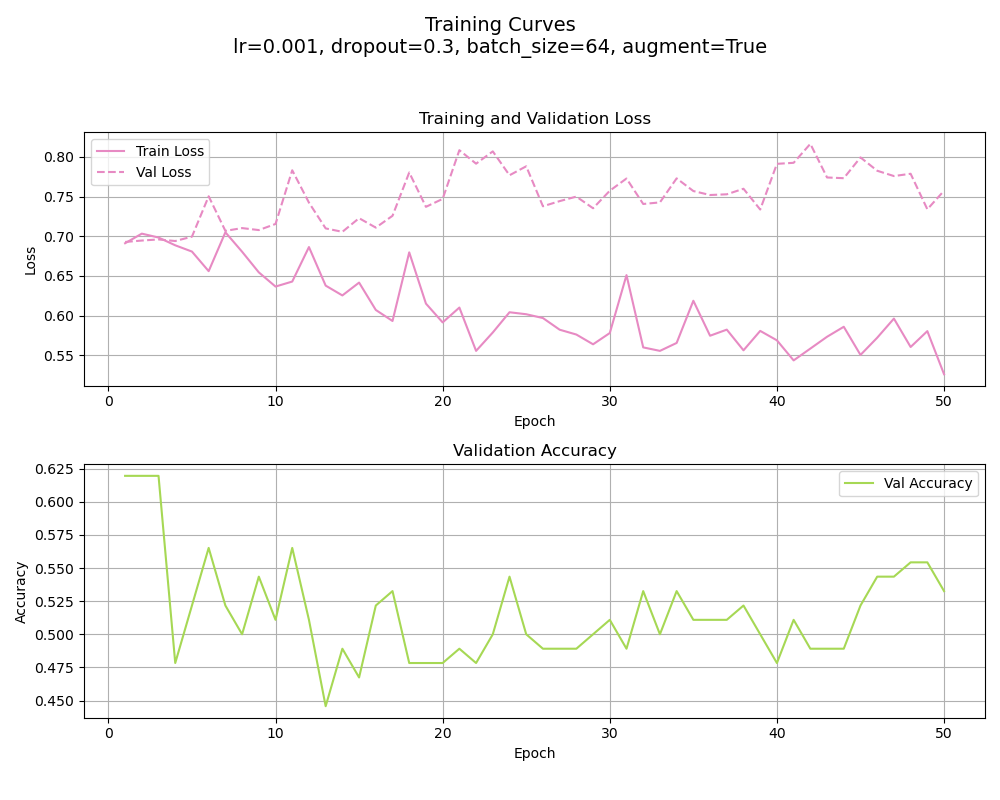 Training Curves
lr=0.001, dropout=0.3, batch_size=64, augment=True
Training and Validation Loss
Train Loss
Val Loss
0.80
0.75
0.70
0.65
0.60
0.55
Loss
0 10 20 30 40 50
Epoch
Validation Accuracy
Val Accuracy
0.625
0.600
0.575
0.550
0.525
0.500
0.475
0.450
Accuracy
0 10 20 30 40 50
Epoch